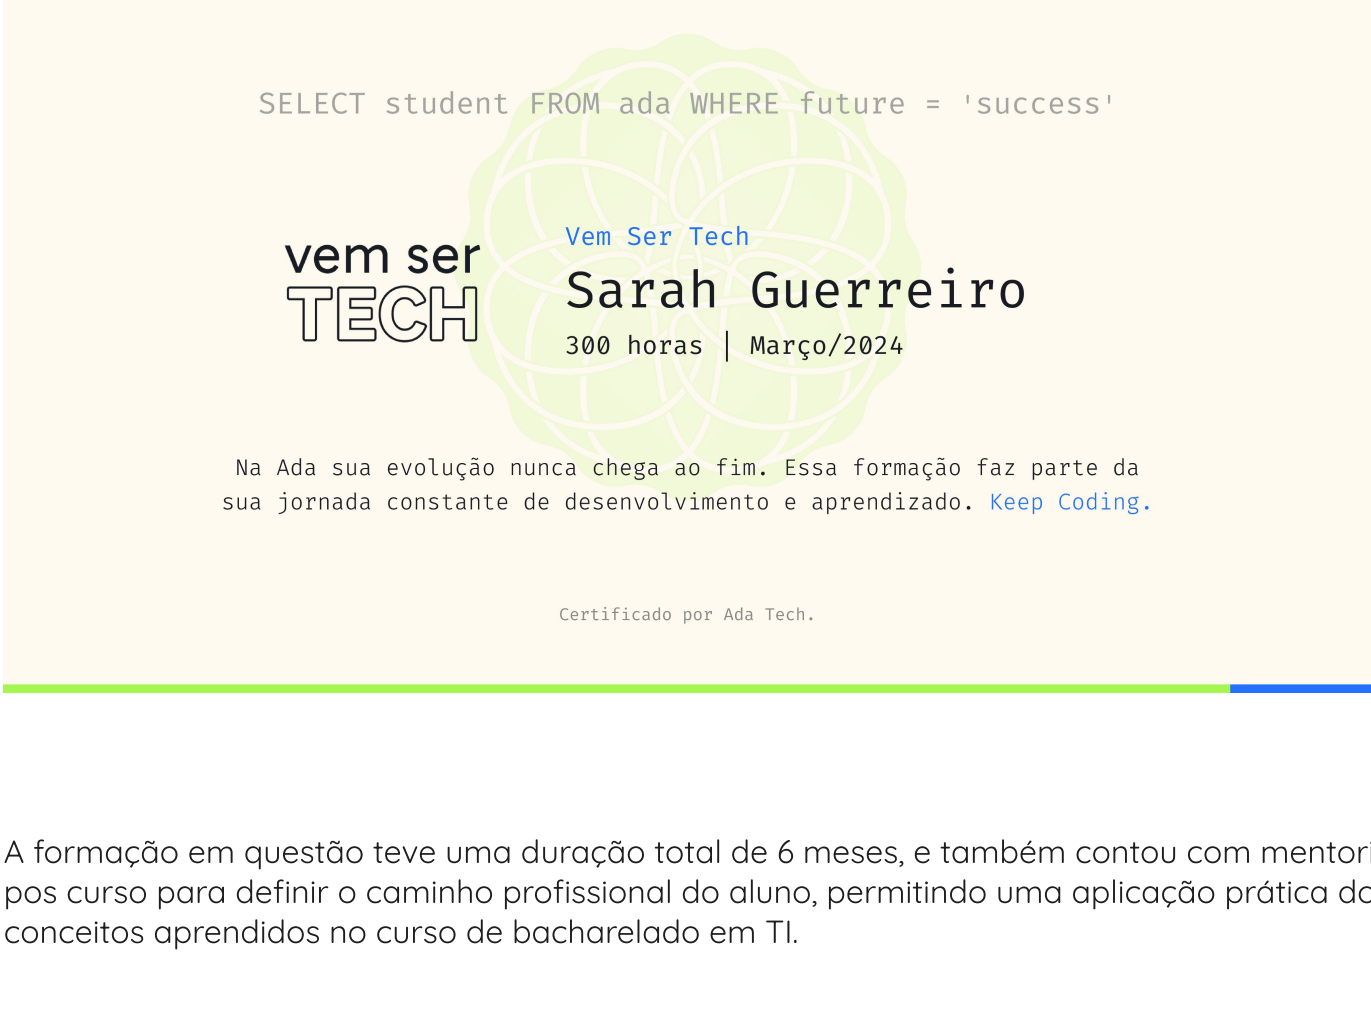 SELECT student FROM ada WHERE future = 'success'
vem ser
TECH
Vem Ser Tech
Sarah Guerreiro
300 horas | Março/2024
Na Ada sua evolução nunca chega ao fim. Essa formação faz parte da
sua jornada constante de desenvolvimento e aprendizado. Keep Coding.
Certificado por Ada Tech.
A formação em questão teve uma duração total de 6 meses, e também contou com
pos curso para definir o caminho profissional do aluno, permitindo uma aplicação prática
conceitos aprendidos no curso de bacharelado em TI.